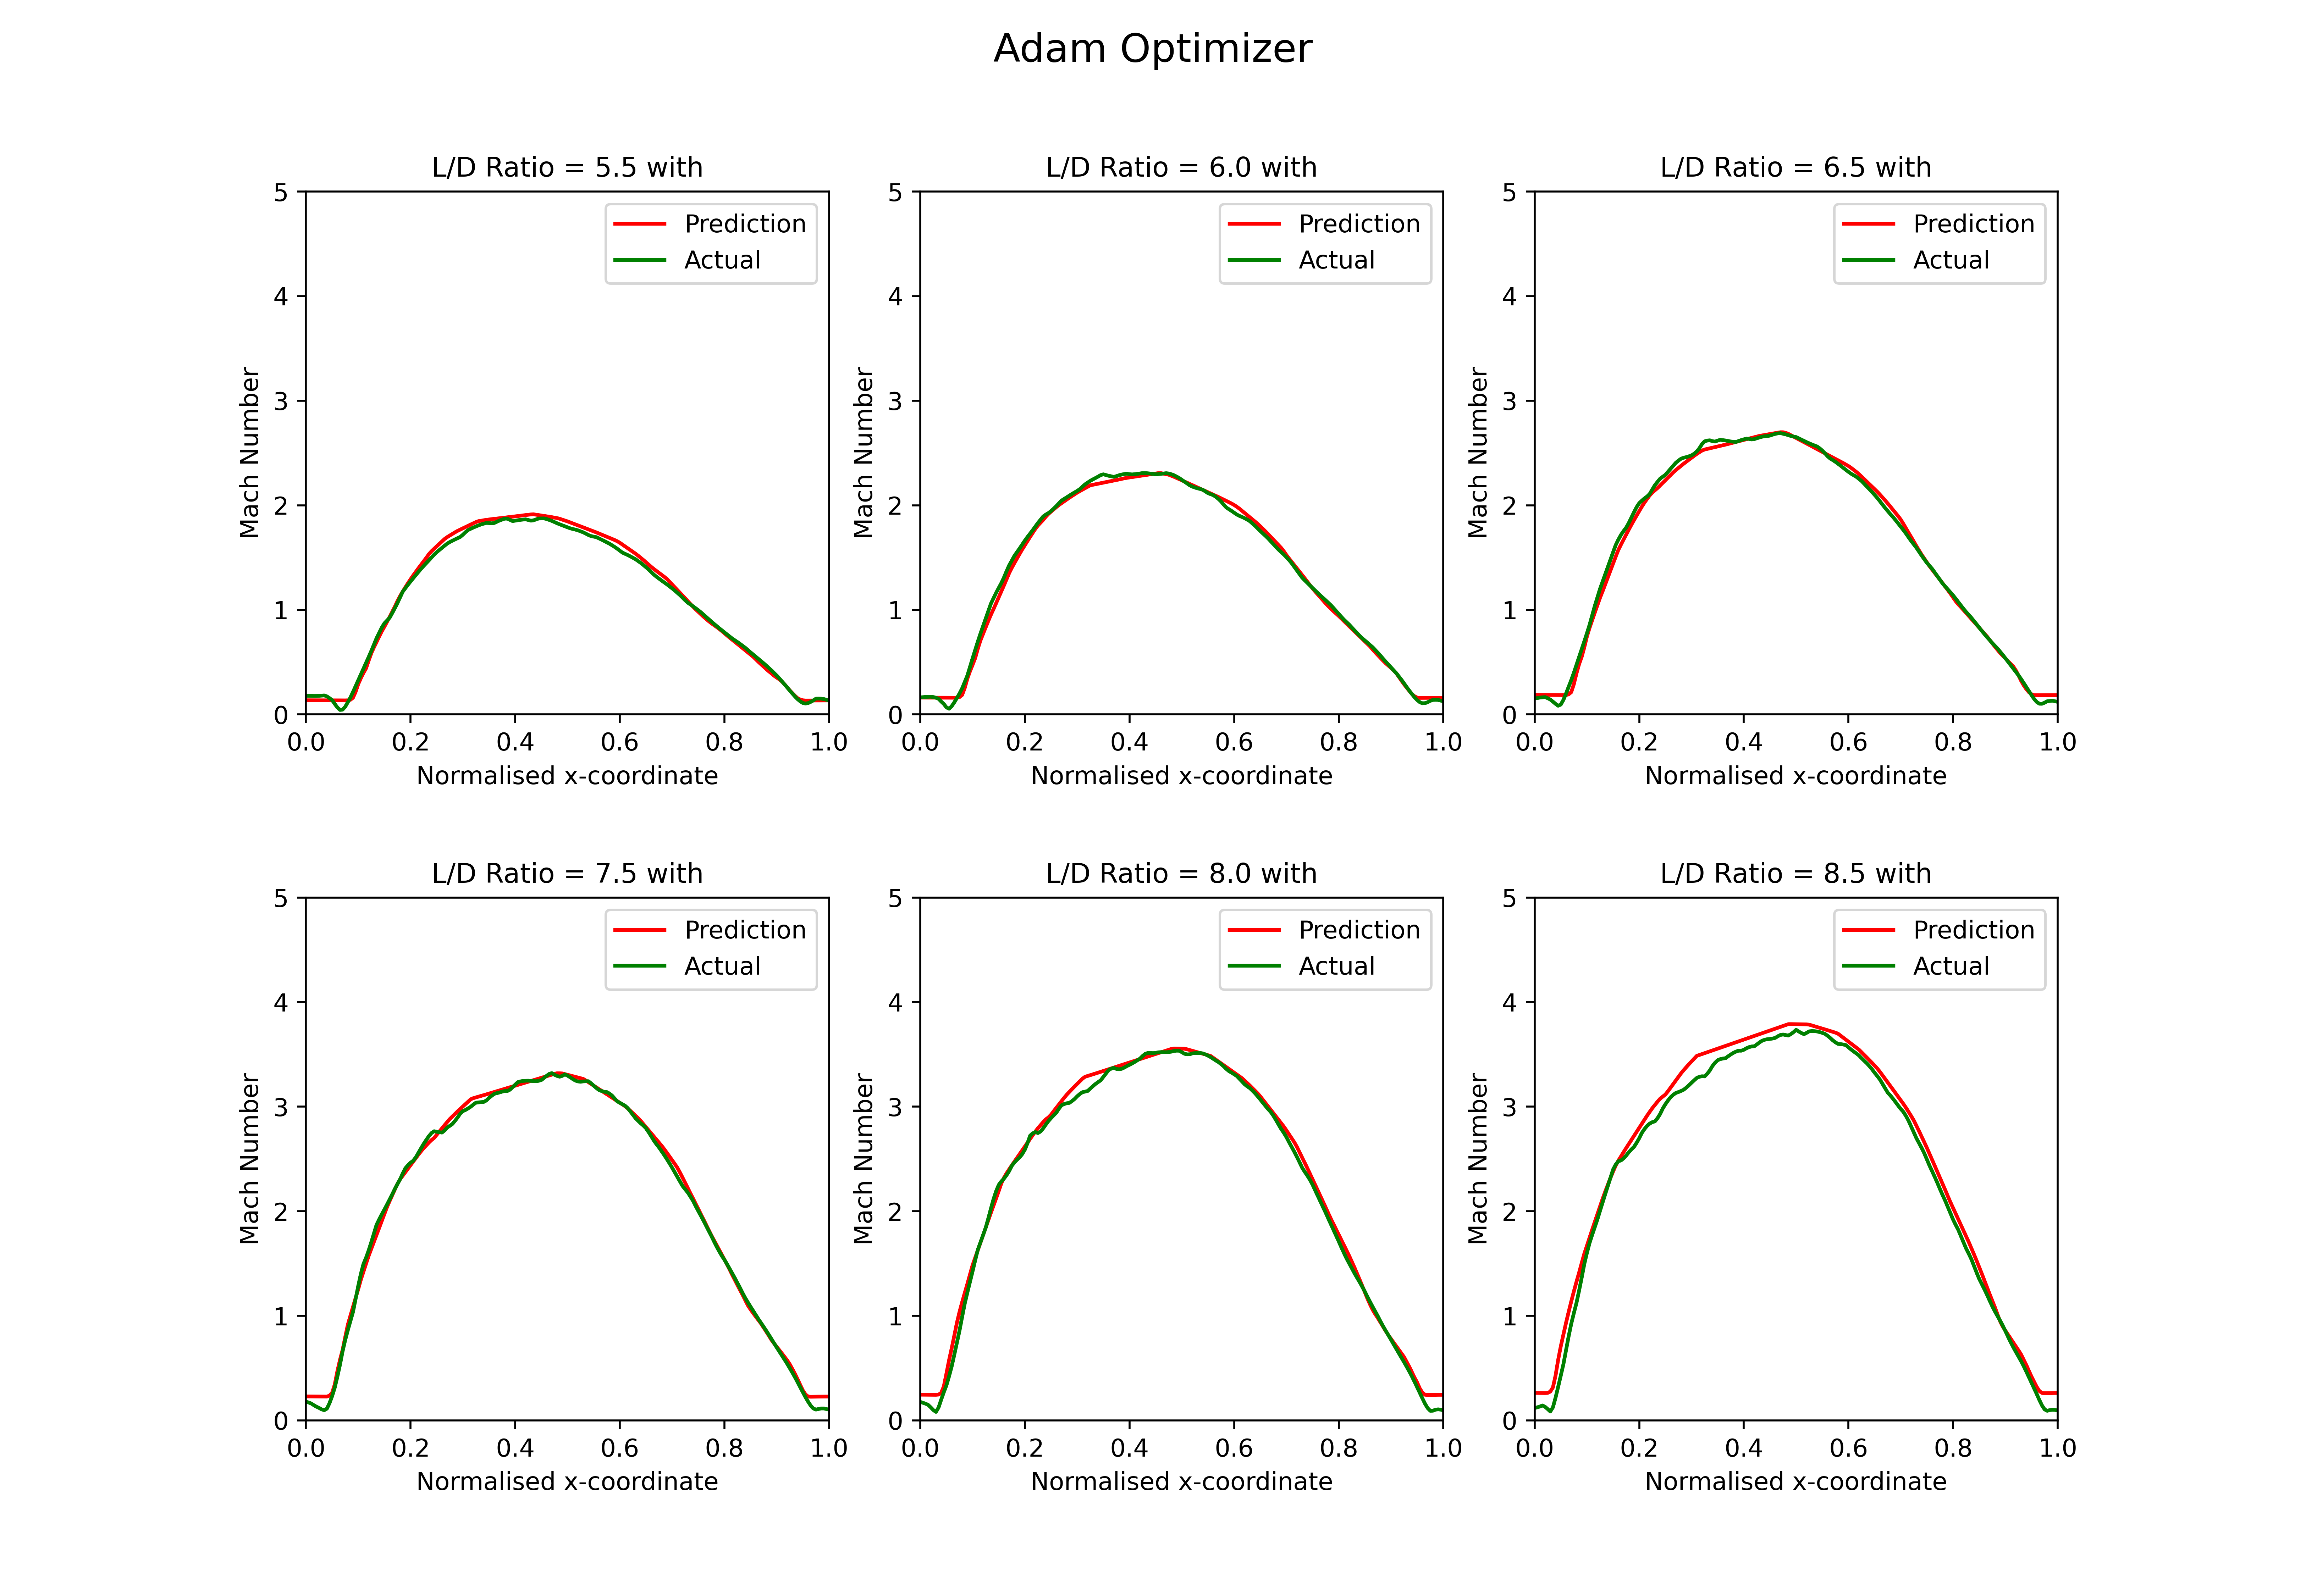 Adam Optimizer
L/D Ratio = 5.5 with
5
4
3
2
1
0
Mach Number
Prediction
Actual
0.0 0.2 0.4 0.6 0.8 1.0
Normalised x-coordinate
L/D Ratio = 6.0 with
5
4
3
2
1
0
Mach Number
Prediction
Actual
0.0 0.2 0.4 0.6 0.8 1.0
Normalised x-coordinate
L/D Ratio = 6.5 with
5
4
3
2
1
0
Mach Number
Prediction
Actual
0.0 0.2 0.4 0.6 0.8 1.0
Normalised x-coordinate
L/D Ratio = 7.5 with
5
4
3
2
1
0
Mach Number
Prediction
Actual
0.0 0.2 0.4 0.6 0.8 1.0
Normalised x-coordinate
L/D Ratio = 8.0 with
5
4
3
2
1
0
Mach Number
Prediction
Actual
0.0 0.2 0.4 0.6 0.8 1.0
Normalised x-coordinate
L/D Ratio = 8.5 with
5
4
3
2
1
0
Mach Number
Prediction
Actual
0.0 0.2 0.4 0.6 0.8 1.0
Normalised x-coordinate